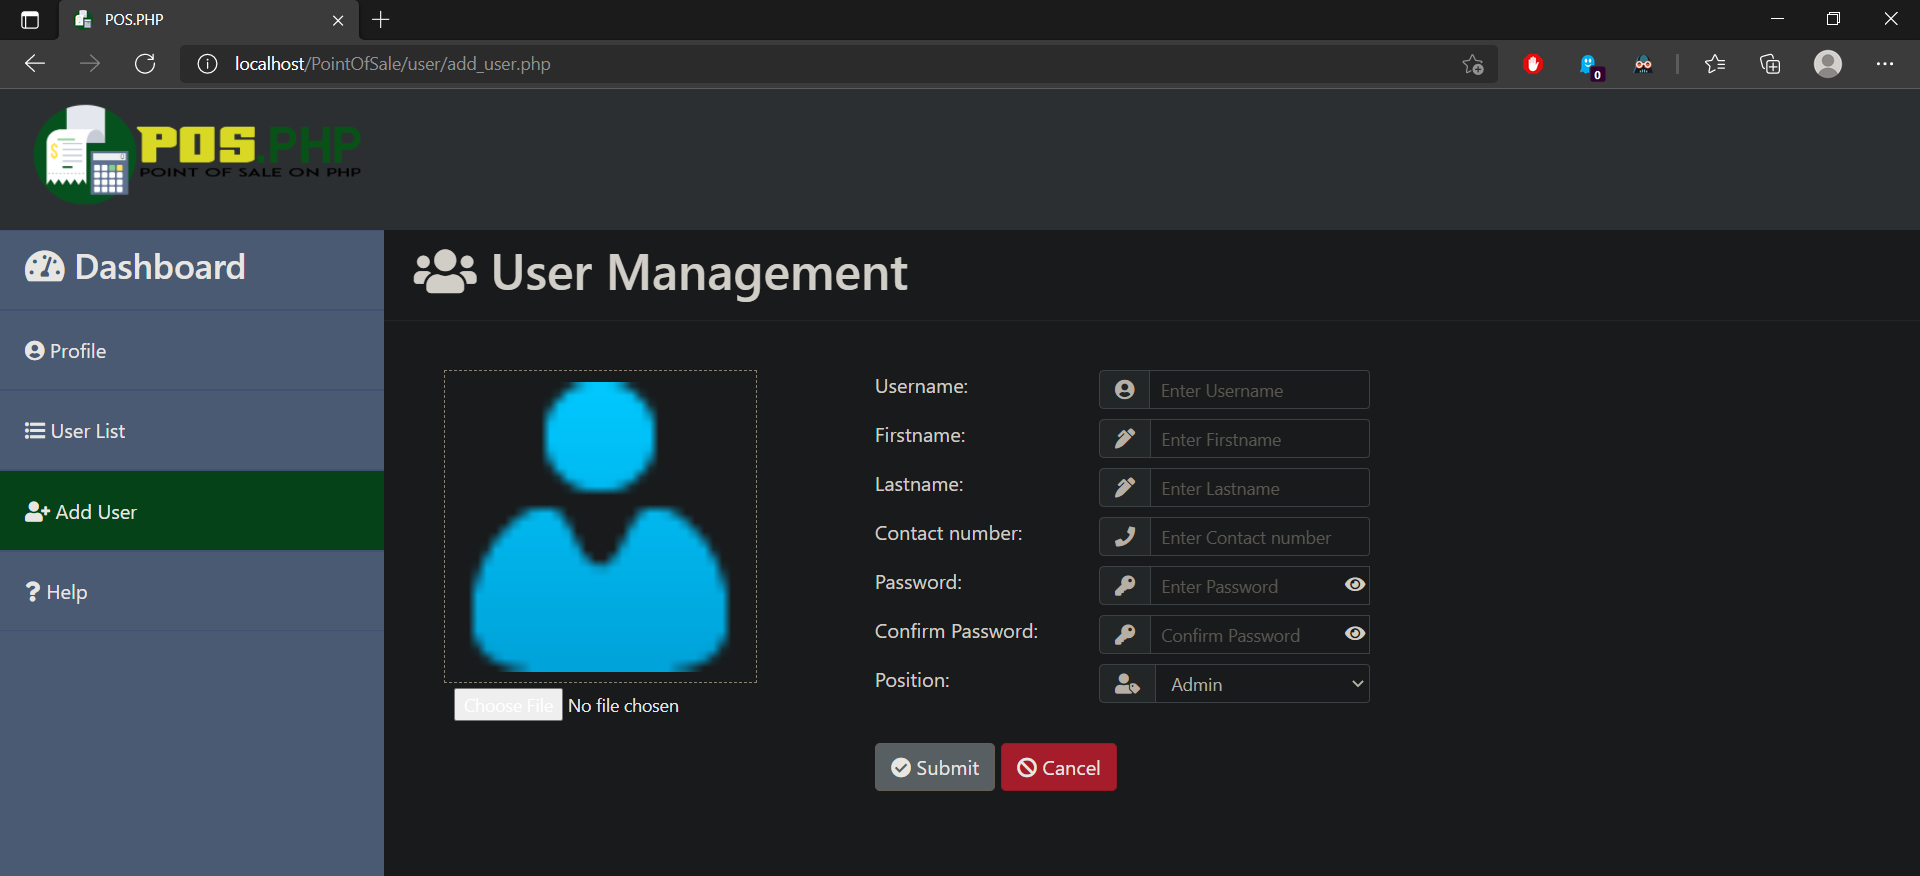 POS.PHP
localhost/PointOfSale/user/add_user.php
0
POS.PHP
POINT OF SALE ON PHP
Dashboard
Profile
User List
Add User
Help
User Management
Choose File No file chosen
Username: Enter Username
Firstname: Enter Firstname
Lastname: Enter Lastname
Contact number: Enter Contact number
Password: Enter Password
Confirm Password: Confirm Password
Position: Admin
Submit Cancel